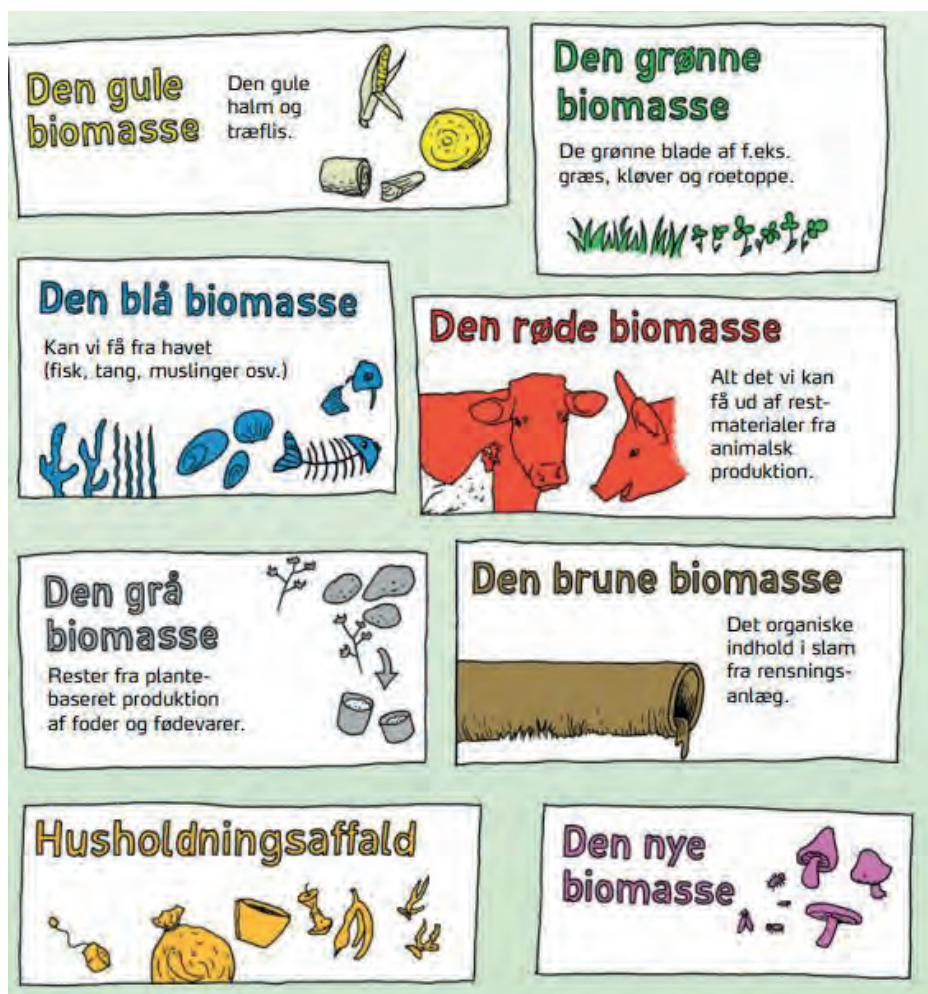 Den gule
biomasse
Den gule
halm og
træflis.
Den grønne
biomasse
De grønne blade af f.eks.
græs, kløver og roetoppe.
Den blå biomasse
Kan vi få fra havet
(fisk, tang, muslinger osv.)
Den røde biomasse
Alt det vi kan
få ud af rest-
materialer fra
animalsk
produktion.
Den grå
biomasse
Rester fra plante-
baseret produktion
af foder og fødevarer.
Den brune biomasse
Det organiske
indhold i slam
fra rensnings-
anlæg.
Husholdningsaffald
Den nye
biomasse